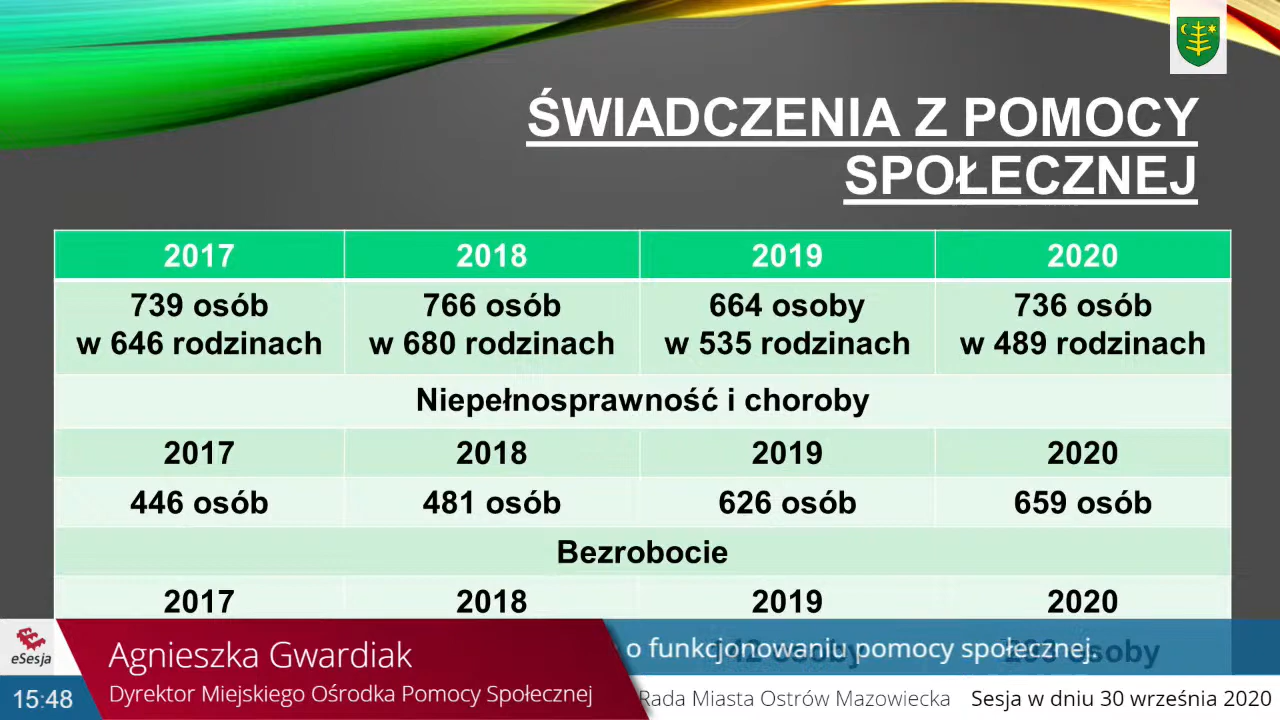 ŚWIADCZENIA Z POMOCY
SPOŁECZNEJ
2017 2018 2019 2020
739 osób 766 osób 664 osoby 736 osób
w 646 rodzinach w 680 rodzinach w 535 rodzinach w 489 rodzinach
Niepełnosprawność i choroby
2017 2018 2019 2020
446 osób 481 osób 626 osób 659 osób
Bezrobocie
2017 2018 2019 2020
osoby osoby
eSesja
Agnieszka Gwardiak
o funkcjonowaniu pomocy społecznej.
15:48
Dyrektor Miejskiego Ośrodka Pomocy Społecznej
Rada Miasta Ostrów Mazowiecka Sesja w dniu 30 września 2020